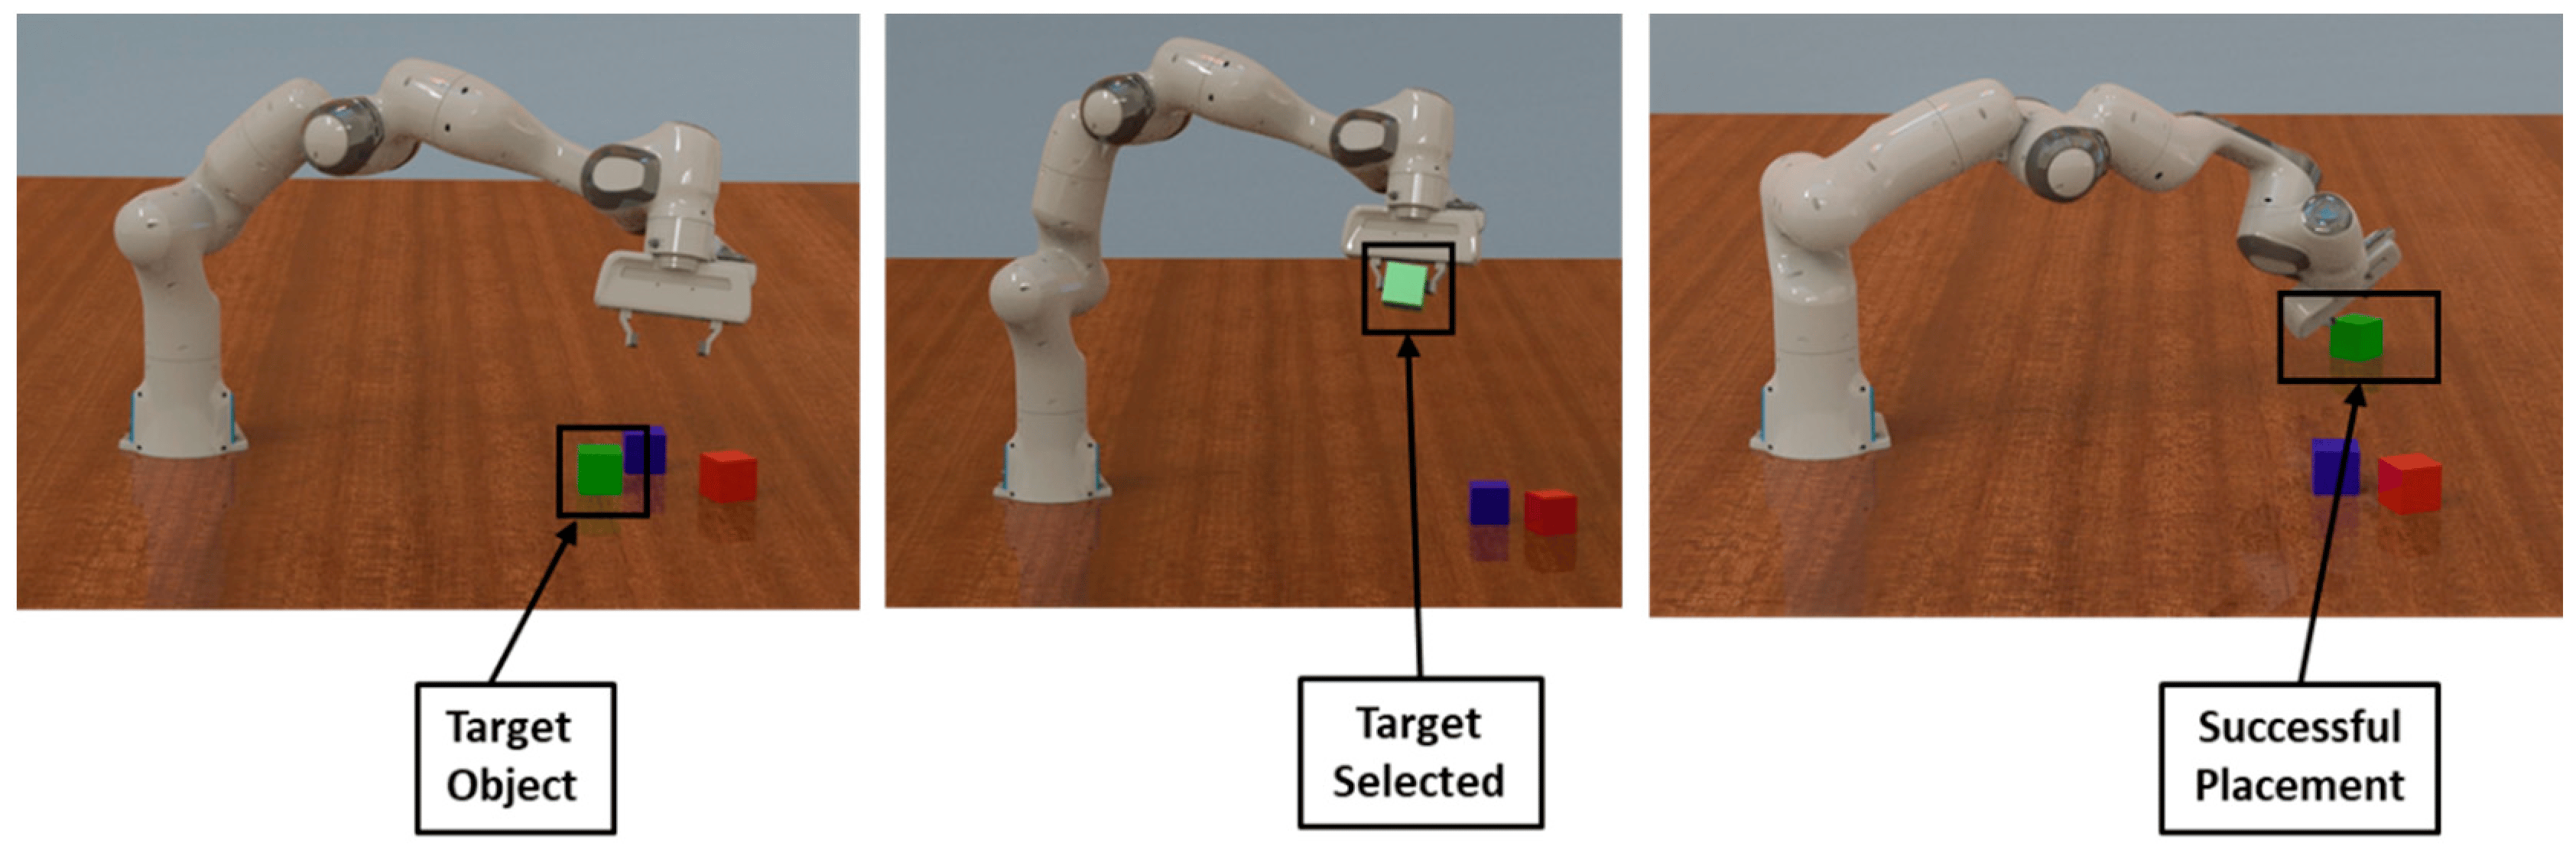 Target
Object
Target
Selected
Successful
Placement